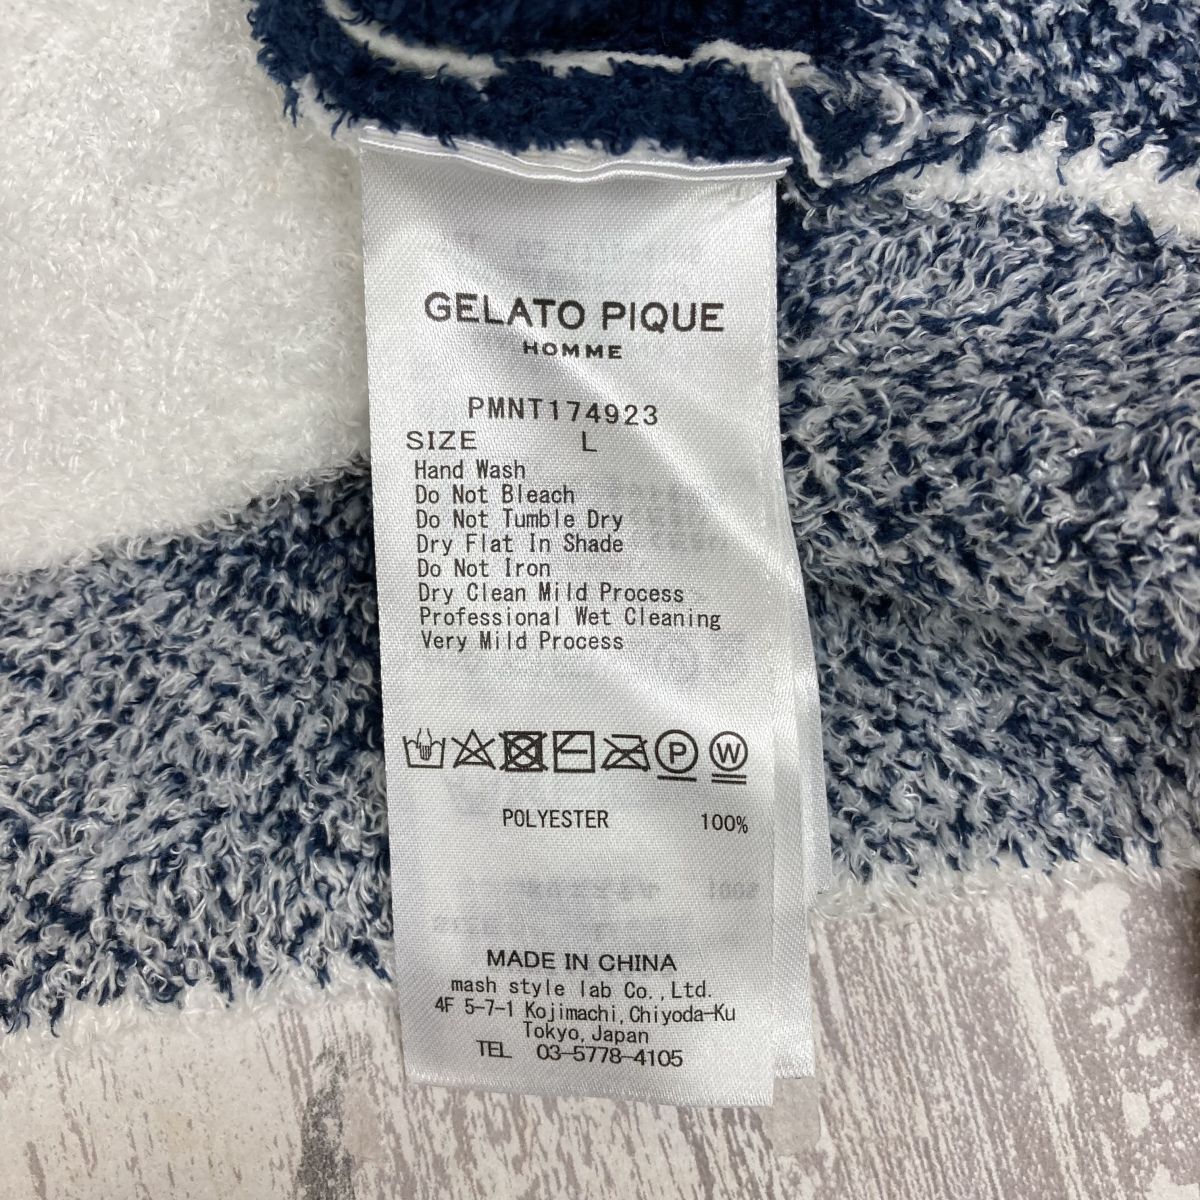 GELATO PIQUE
HOMME
PMNT174923
SIZE L
Hand Wash
Do Not Bleach
Do Not Tumble Dry
Dry Flat In Shade
Do Not Iron
Dry Clean Mild Process
Professional Wet Cleaning
Very Mild Process
P W
POLYESTER 100%
MADE IN CHINA
mash style lab Co.,Ltd.
4F 5-7-1 Kojimachi,Chiyoda-Ku
Tokyo,Japan
TEL 03-5778-4105